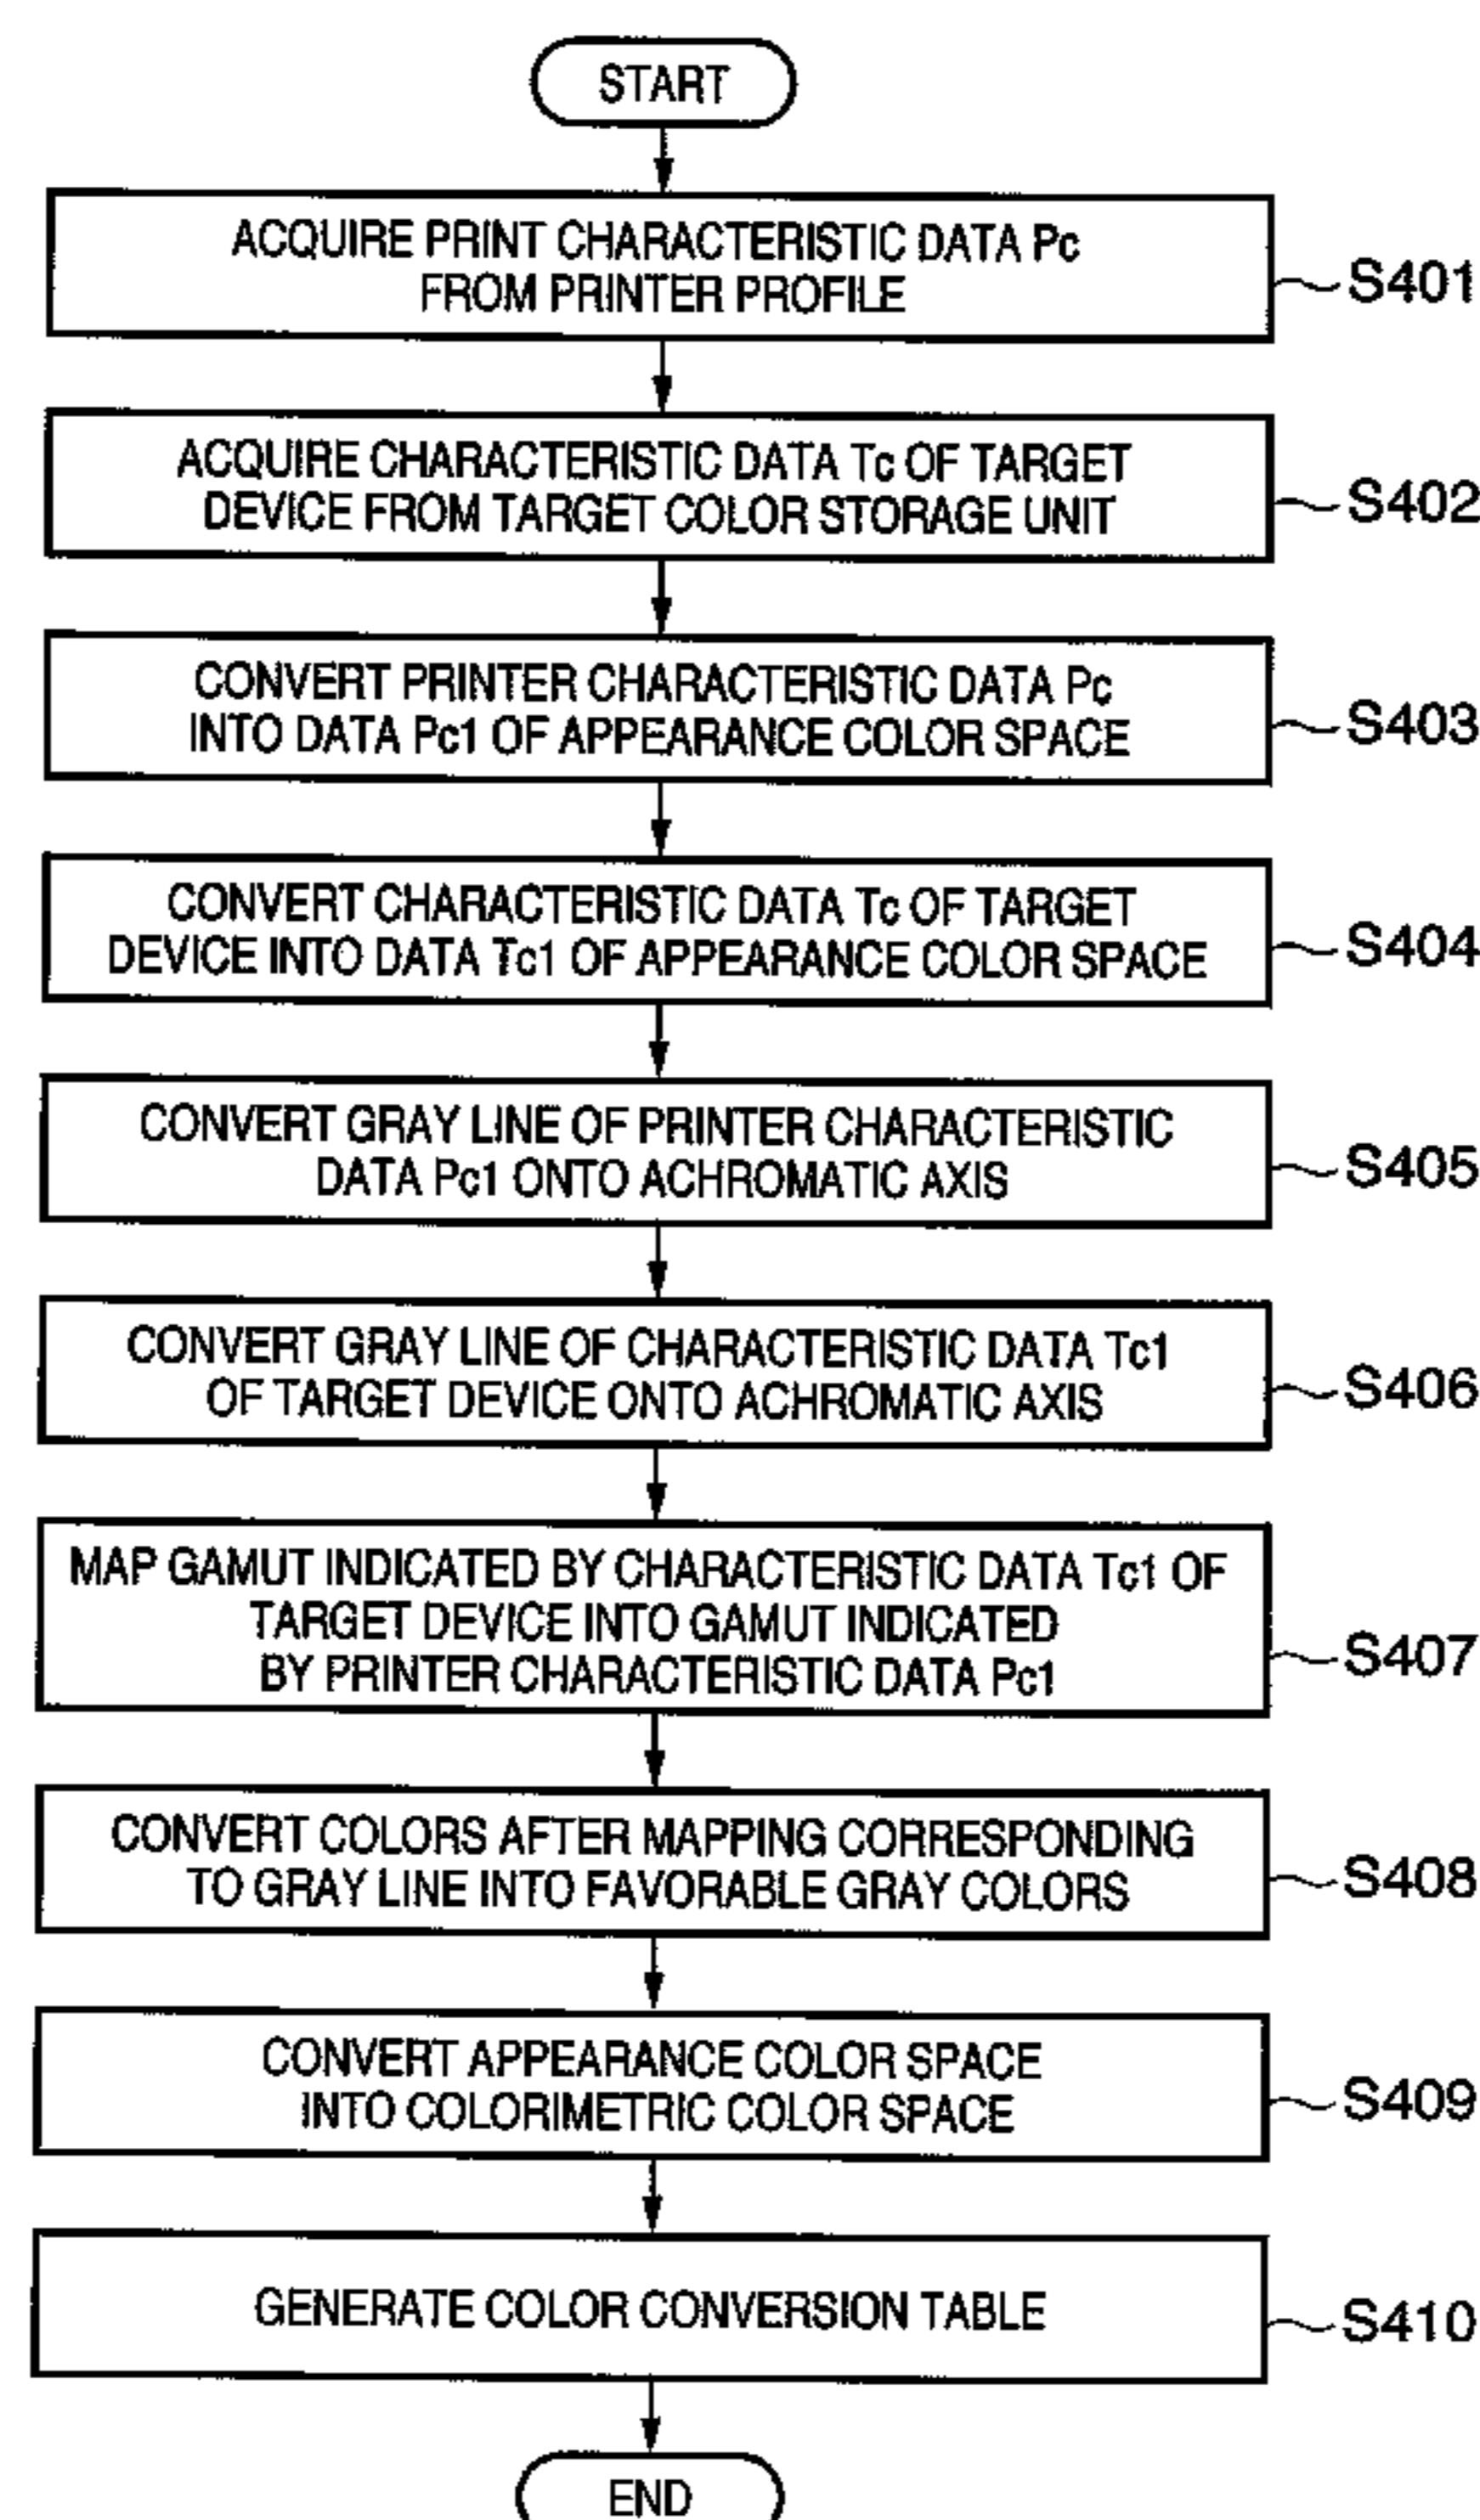 START
ACQUIRE PRINT CHARACTERISTIC DATA Pc
FROM PRINTER PROFILE
S401
ACQUIRE CHARACTERISTIC DATA Tc OF TARGET
DEVICE FROM TARGET COLOR STORAGE UNIT
S402
CONVERT PRINTER CHARACTERISTIC DATA Pc
INTO DATA Pc1 OF APPEARANCE COLOR SPACE
S403
CONVERT CHARACTERISTIC DATA Tc OF TARGET
DEVICE INTO DATA Tc1 OF APPEARANCE COLOR SPACE
S404
CONVERT GRAY LINE OF PRINTER CHARACTERISTIC
DATA Pc1 ONTO ACHROMATIC AXIS
S405
CONVERT GRAY LINE OF CHARACTERISTIC DATA Tc1
OF TARGET DEVICE ONTO ACHROMATIC AXIS
S406
MAP GAMUT INDICATED BY CHARACTERISTIC DATA Tc1 OF
TARGET DEVICE INTO GAMUT INDICATED
BY PRINTER CHARACTERISTIC DATA Pc1
S407
CONVERT COLORS AFTER MAPPING CORRESPONDING
TO GRAY LINE INTO FAVORABLE GRAY COLORS
S408
CONVERT APPEARANCE COLOR SPACE
INTO COLORIMETRIC COLOR SPACE
S409
GENERATE COLOR CONVERSION TABLE
S410
END